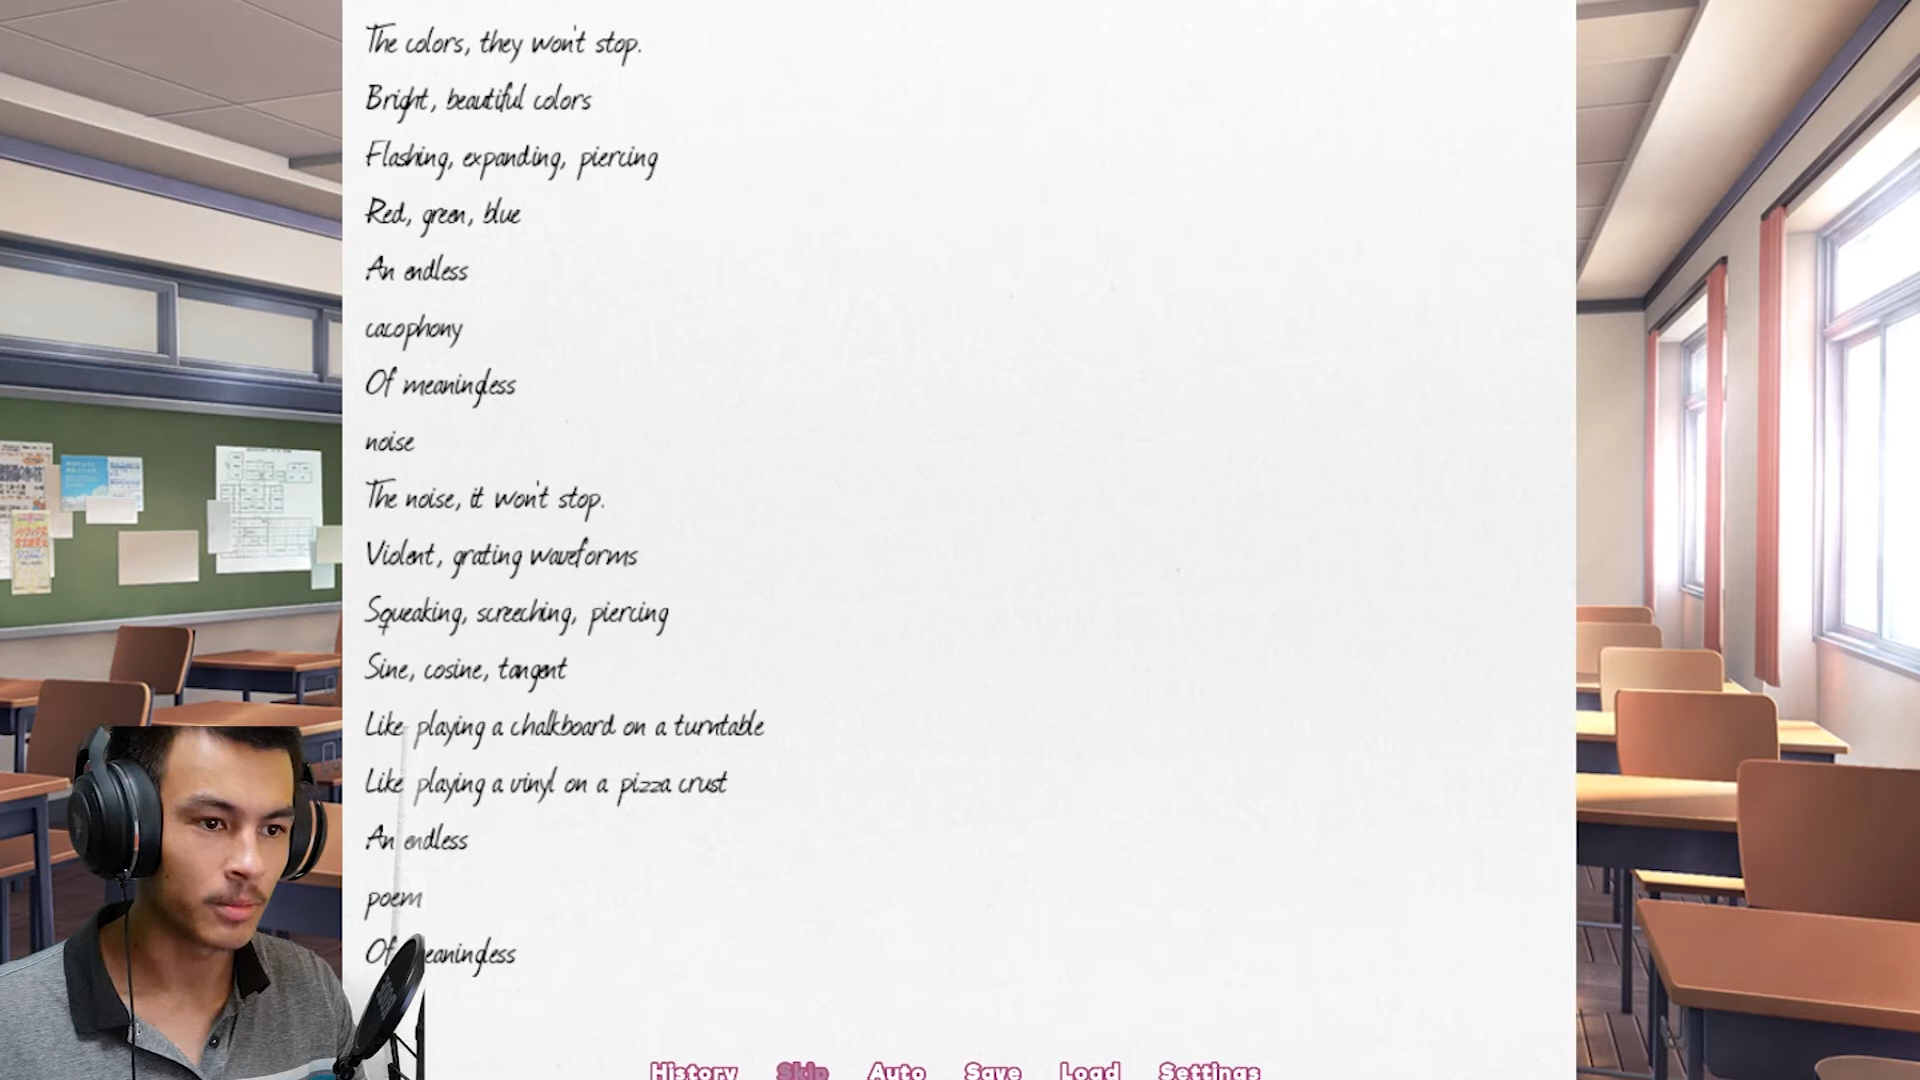 The colors, they won't stop.
Bright, beautiful colors
Flashing, expanding, piercing
Red, green, blue
An endless
cacophony
Of meaningless
noise
The noise, it won't stop.
Violent, grating waveforms
Squeaking, screeching, piercing
Sine, cosine, tangent
Like playing a chalkboard on a turntable
Like playing a vinyl on a pizza crust
An endless
poem
Of meaningless
History Skip Auto Save Load Settings